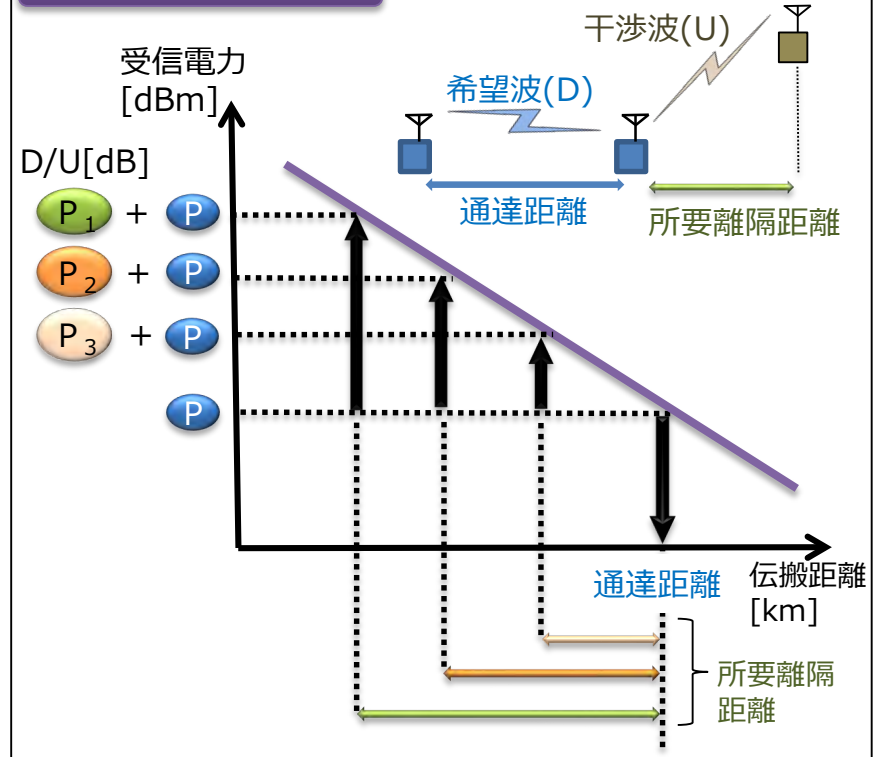 干渉波(U)
受信電力
[dBm]
希望波(D)
D/U[dB]
通達距離
所要離隔距離
P1 + P
P2 + P
P3 + P
P
通達距離
伝搬距離
[km]
所要離隔
距離